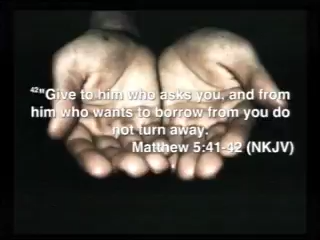 42"Give to him who asks you, and from
him who wants to borrow from you do
not turn away.
Matthew 5:41-42 (NKJV)